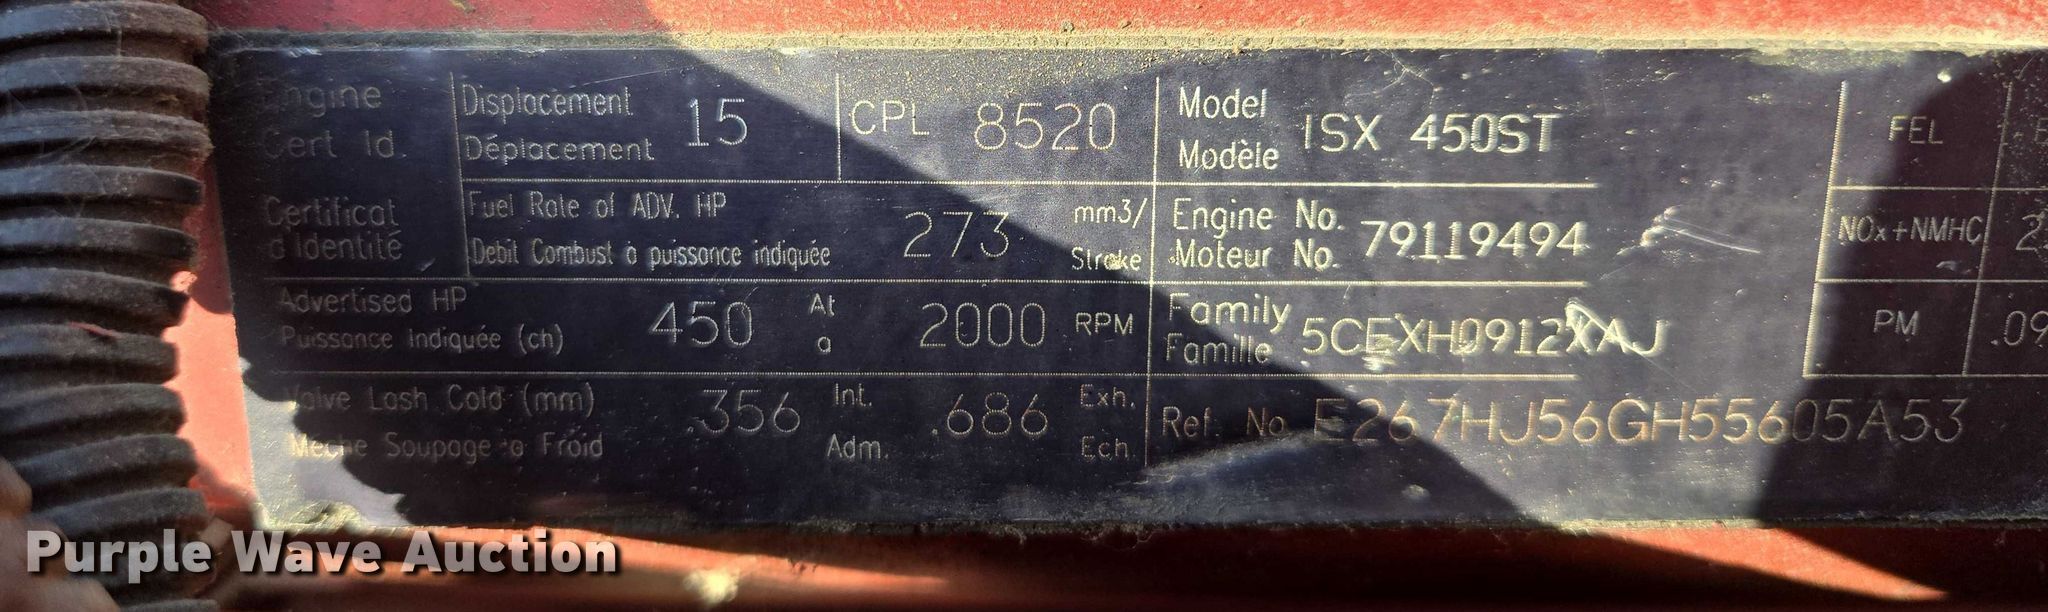 Engine
Cert Id.
Displacement
Déplacement
15
CPL 8520
Model
Modèle
ISX 450ST
FEL
Certificat
d'Identité
Fuel Rate of ADV. HP
Debit Combust à puissance indiquée
273
mm3/
Stroke
Engine No.
Moteur No.
79119494
NOx+NMHC
Advertised HP
Puissance Indiquée (ch)
450
At
a
2000
RPM
Family
Famille
5CEXH0912XAJ
PM
.09
Valve Lash Cold (mm)
Meche Soupage a Froid
.356
Int.
Adm.
.686
Exh.
Ech.
Ref. No. E267HJ56GH55605A53
Purple Wave Auction